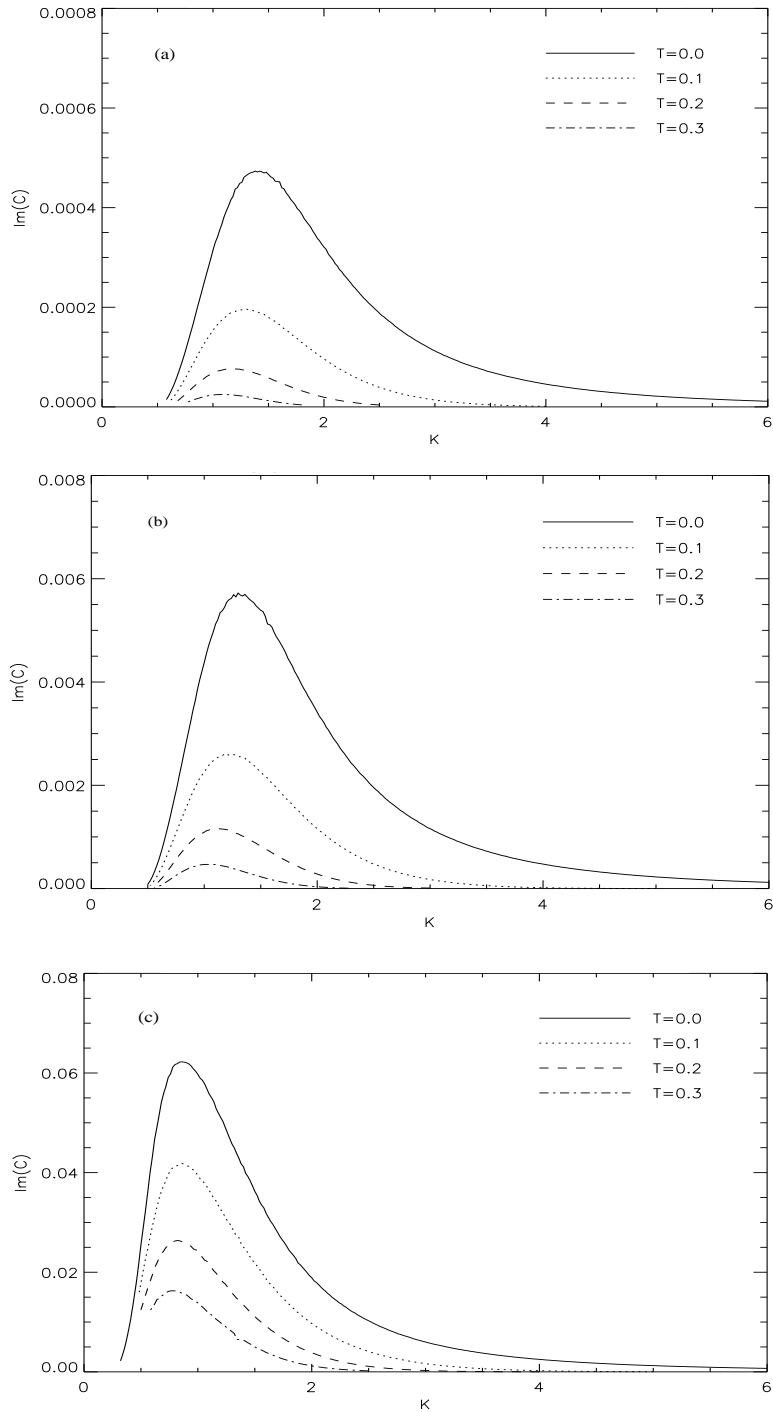 0.0008
(a)
T=0.0
T=0.1
T=0.2
T=0.3
0.0006
0.0004
0.0002
0.0000
Im(C)
0 2 4 6
K
0.008
(b)
T=0.0
T=0.1
T=0.2
T=0.3
0.006
0.004
0.002
0.000
Im(C)
0 2 4 6
K
0.08
(c)
T=0.0
T=0.1
T=0.2
T=0.3
0.06
0.04
0.02
0.00
Im(C)
0 2 4 6
K